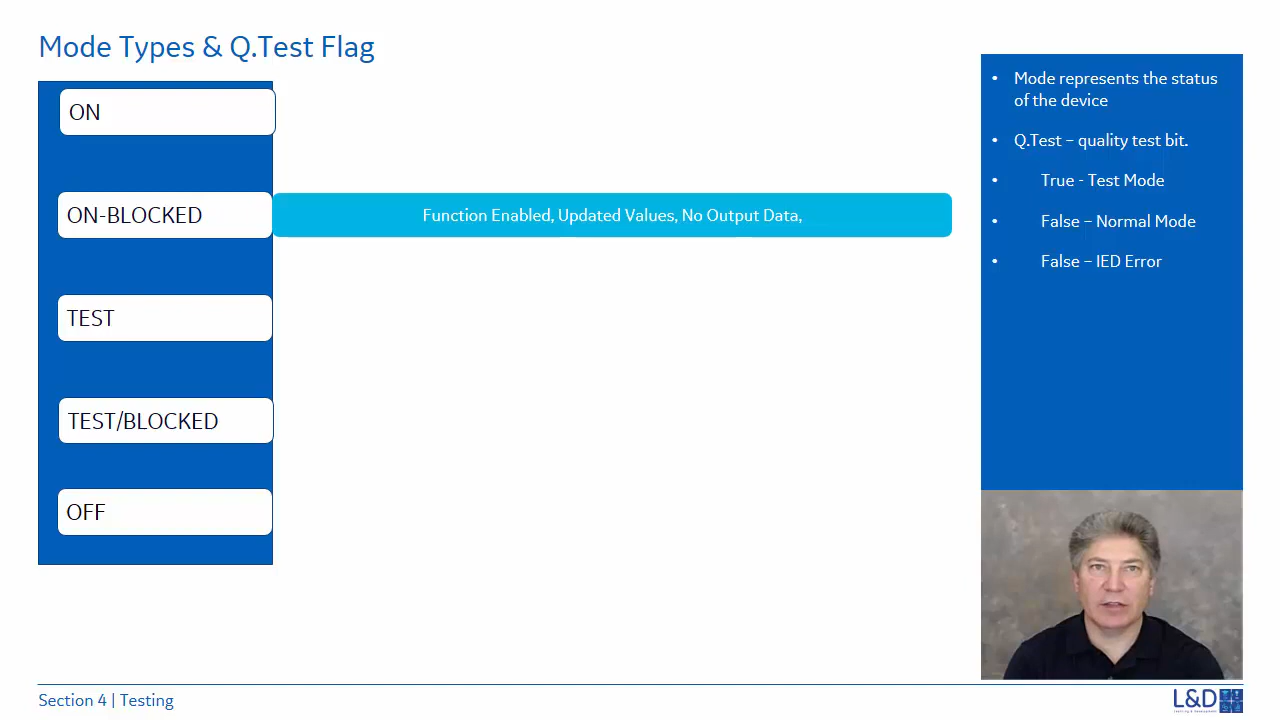 Mode Types & Q.Test Flag
ON
ON-BLOCKED
Function Enabled, Updated Values, No Output Data,
TEST
TEST/BLOCKED
OFF
• Mode represents the status
of the device
• Q.Test – quality test bit.
• True - Test Mode
• False – Normal Mode
• False – IED Error
Section 4 | Testing
L&D